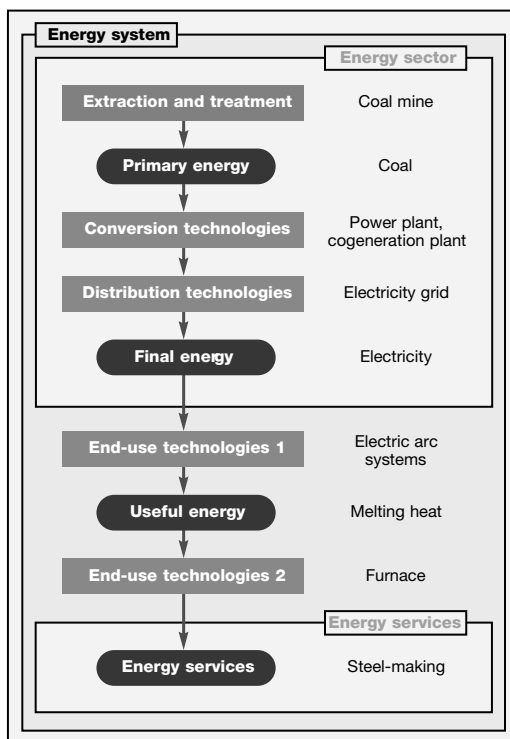 Energy system
Energy sector
Extraction and treatment
Coal mine
Primary energy
Coal
Conversion technologies
Power plant,
cogeneration plant
Distribution technologies
Electricity grid
Final energy
Electricity
End-use technologies 1
Electric arc
systems
Useful energy
Melting heat
End-use technologies 2
Furnace
Energy services
Energy services
Steel-making